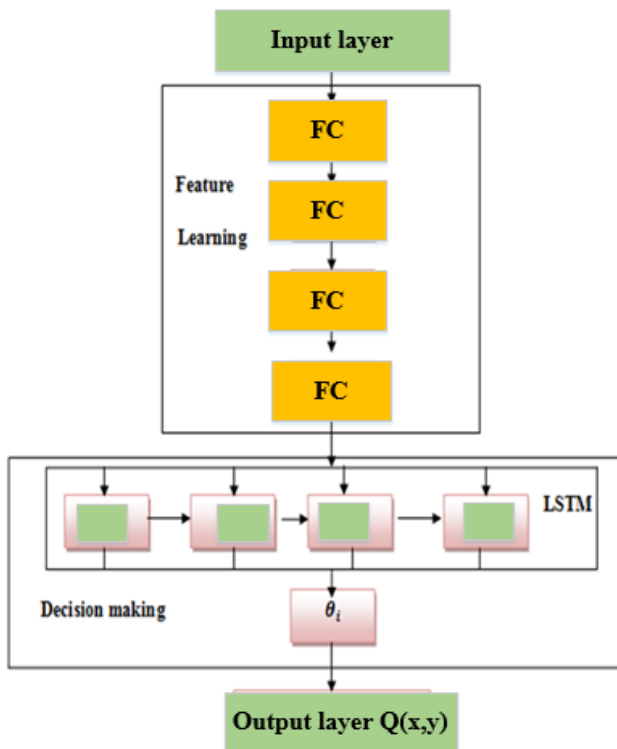 Input layer
FC
Feature
FC
Learning
FC
FC
LSTM
Decision making
θᵢ
Output layer Q(x,y)